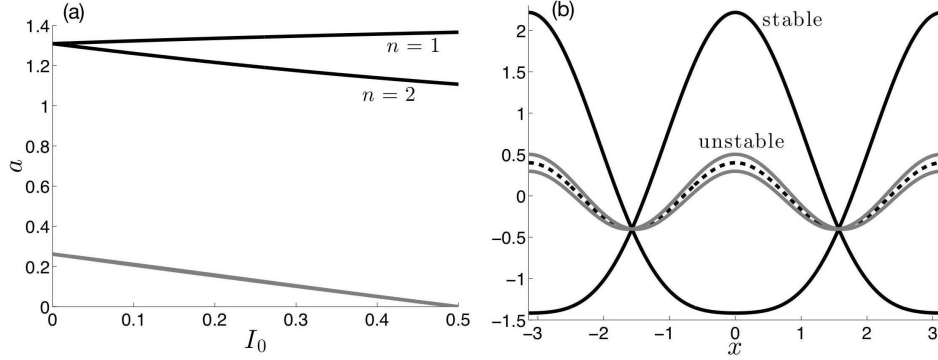 (a)
1.4
1.2
1
0.8
0.6
0.4
0.2
0
a
n = 1
n = 2
0 0.1 0.2 0.3 0.4 0.5
I0
(b)
2
1.5
1
0.5
0
−0.5
−1
−1.5
stable
unstable
−3 −2 −1 0 1 2 3
x